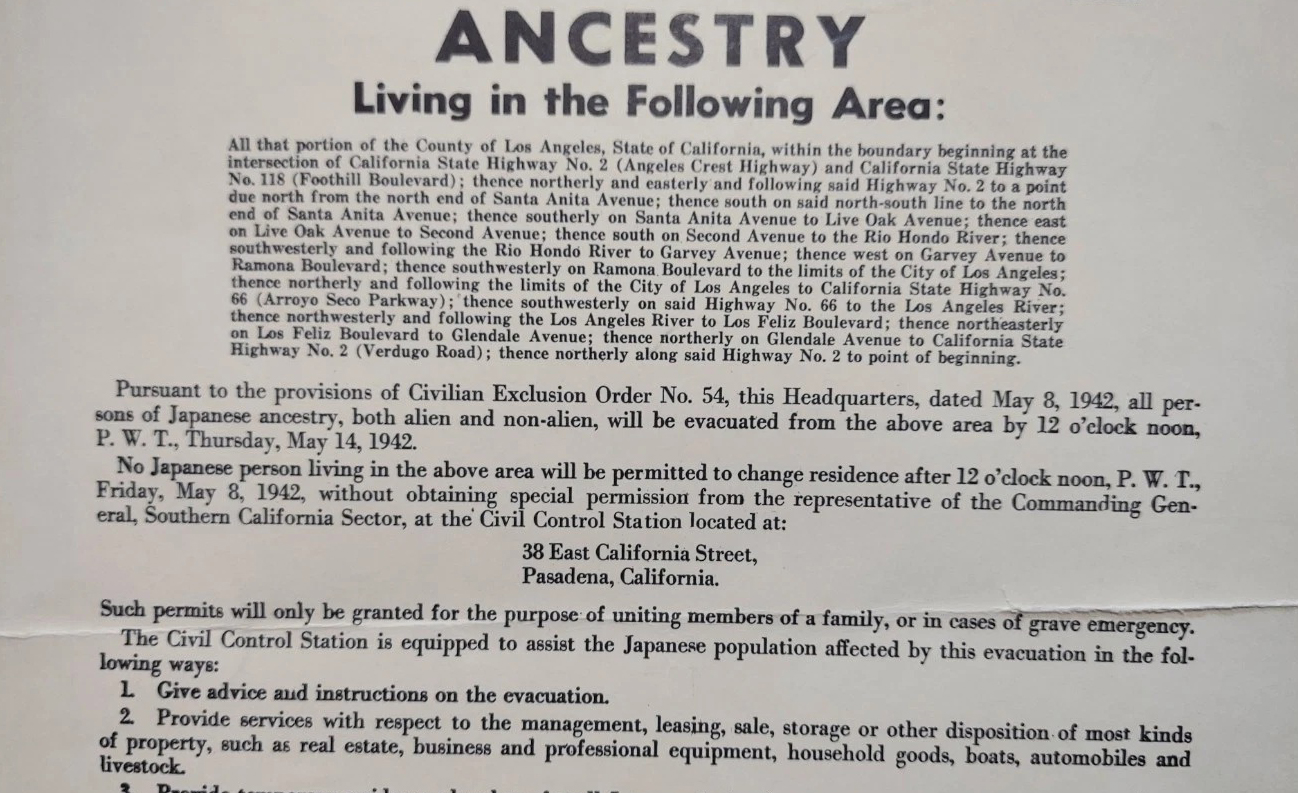 ANCESTRY
Living in the Following Area:
All that portion of the County of Los Angeles, State of California, within the boundary beginning at the
intersection of California State Highway No. 2 (Angeles Crest Highway) and California State Highway
No. 118 (Foothill Boulevard); thence northerly and easterly and following said Highway No. 2 to a point
due north from the north end of Santa Anita Avenue; thence south on said north-south line to the north
end of Santa Anita Avenue; thence southerly on Santa Anita Avenue to Live Oak Avenue; thence east
on Live Oak Avenue to Second Avenue; thence south on Second Avenue to the Rio Hondo River; thence
southwesterly and following the Rio Hondo River to Garvey Avenue; thence west on Garvey Avenue to
Ramona Boulevard; thence southwesterly on Ramona Boulevard to the limits of the City of Los Angeles;
thence northerly and following the limits of the City of Los Angeles to California State Highway No.
66 (Arroyo Seco Parkway); thence southwesterly on said Highway No. 66 to the Los Angeles River;
thence northwesterly and following the Los Angeles River to Los Feliz Boulevard; thence northeasterly
on Los Feliz Boulevard to Glendale Avenue; thence northerly on Glendale Avenue to California State
Highway No. 2 (Verdugo Road); thence northerly along said Highway No. 2 to point of beginning.
Pursuant to the provisions of Civilian Exclusion Order No. 54, this Headquarters, dated May 8, 1942, all per-
sons of Japanese ancestry, both alien and non-alien, will be evacuated from the above area by 12 o'clock noon,
P. W. T., Thursday, May 14, 1942.
No Japanese person living in the above area will be permitted to change residence after 12 o'clock noon, P. W. T.,
Friday, May 8, 1942, without obtaining special permission from the representative of the Commanding Gen-
eral, Southern California Sector, at the Civil Control Station located at:
38 East California Street,
Pasadena, California.
Such permits will only be granted for the purpose of uniting members of a family, or in cases of grave emergency.
The Civil Control Station is equipped to assist the Japanese population affected by this evacuation in the fol-
lowing ways:
1. Give advice and instructions on the evacuation.
2. Provide services with respect to the management, leasing, sale, storage or other disposition of most kinds
of property, such as real estate, business and professional equipment, household goods, boats, automobiles and
livestock.
3. Provide